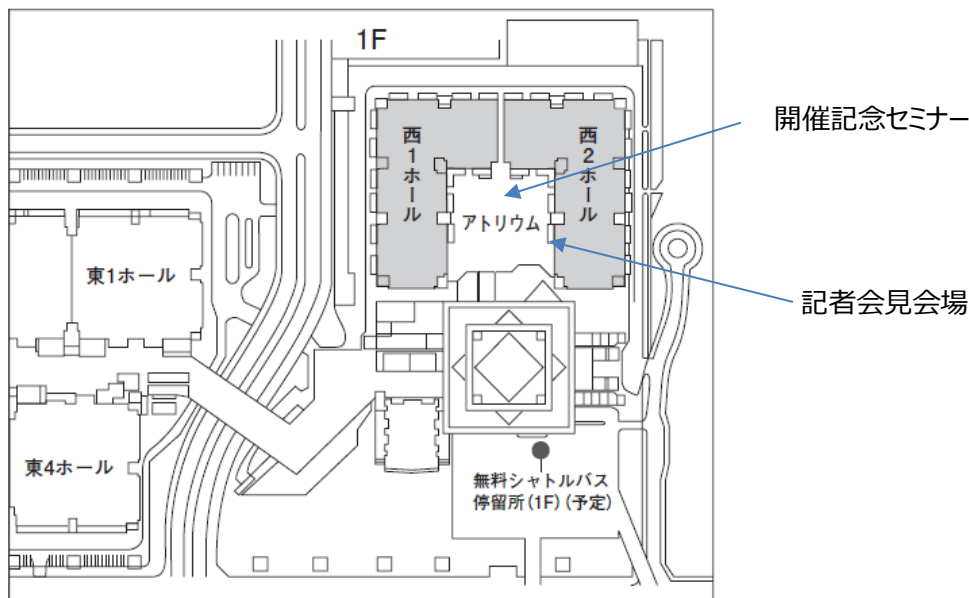 1F
開催記念セミナー
西1ホール
西2ホール
アトリウム
東1ホール
記者会見会場
東4ホール
無料シャトルバス
停留所(1F)(予定)